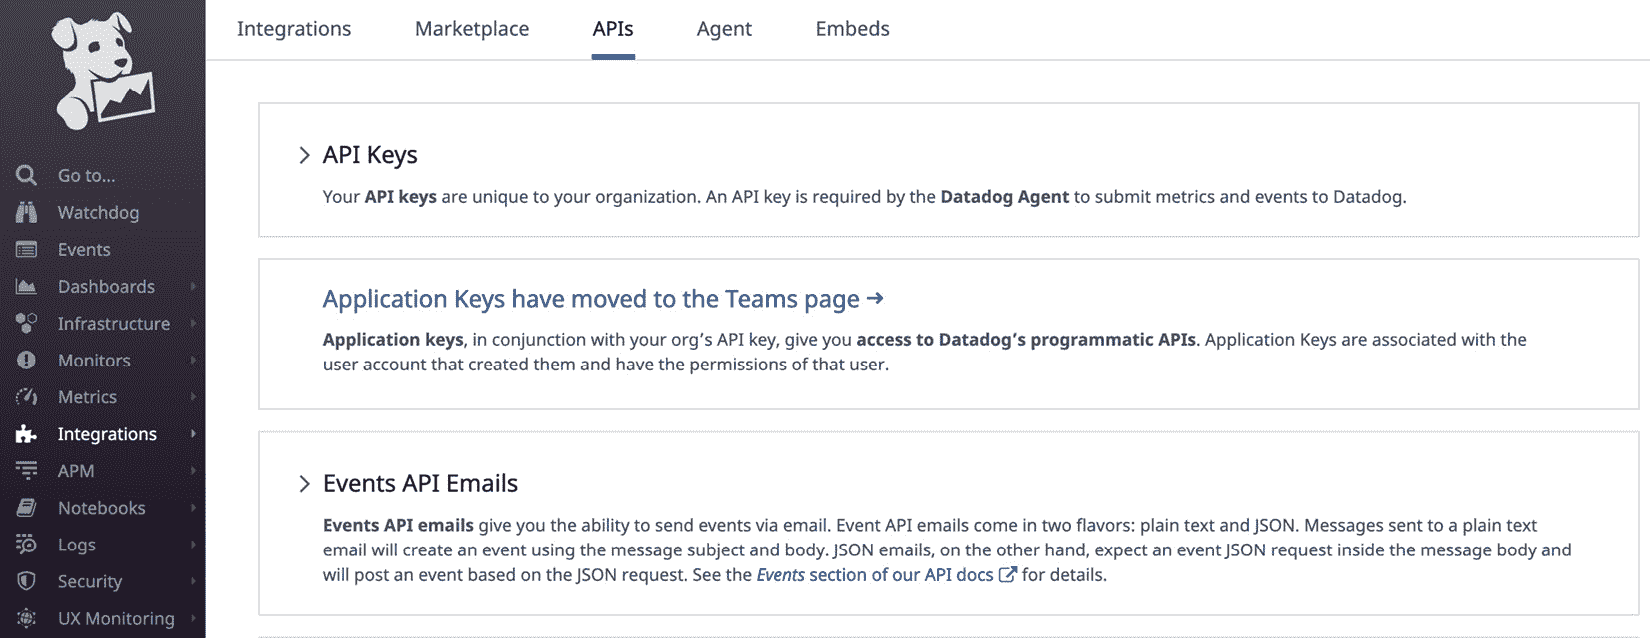 Integrations Marketplace APIs Agent Embeds
Go to...
Watchdog
Events
Dashboards
Infrastructure
Monitors
Metrics
Integrations
APM
Notebooks
Logs
Security
UX Monitoring
API Keys
Your API keys are unique to your organization. An API key is required by the Datadog Agent to submit metrics and events to Datadog.
Application Keys have moved to the Teams page →
Application keys, in conjunction with your org’s API key, give you access to Datadog’s programmatic APIs. Application Keys are associated with the
user account that created them and have the permissions of that user.
Events API Emails
Events API emails give you the ability to send events via email. Event API emails come in two flavors: plain text and JSON. Messages sent to a plain text
email will create an event using the message subject and body. JSON emails, on the other hand, expect an event JSON request inside the message body and
will post an event based on the JSON request. See the Events section of our API docs for details.